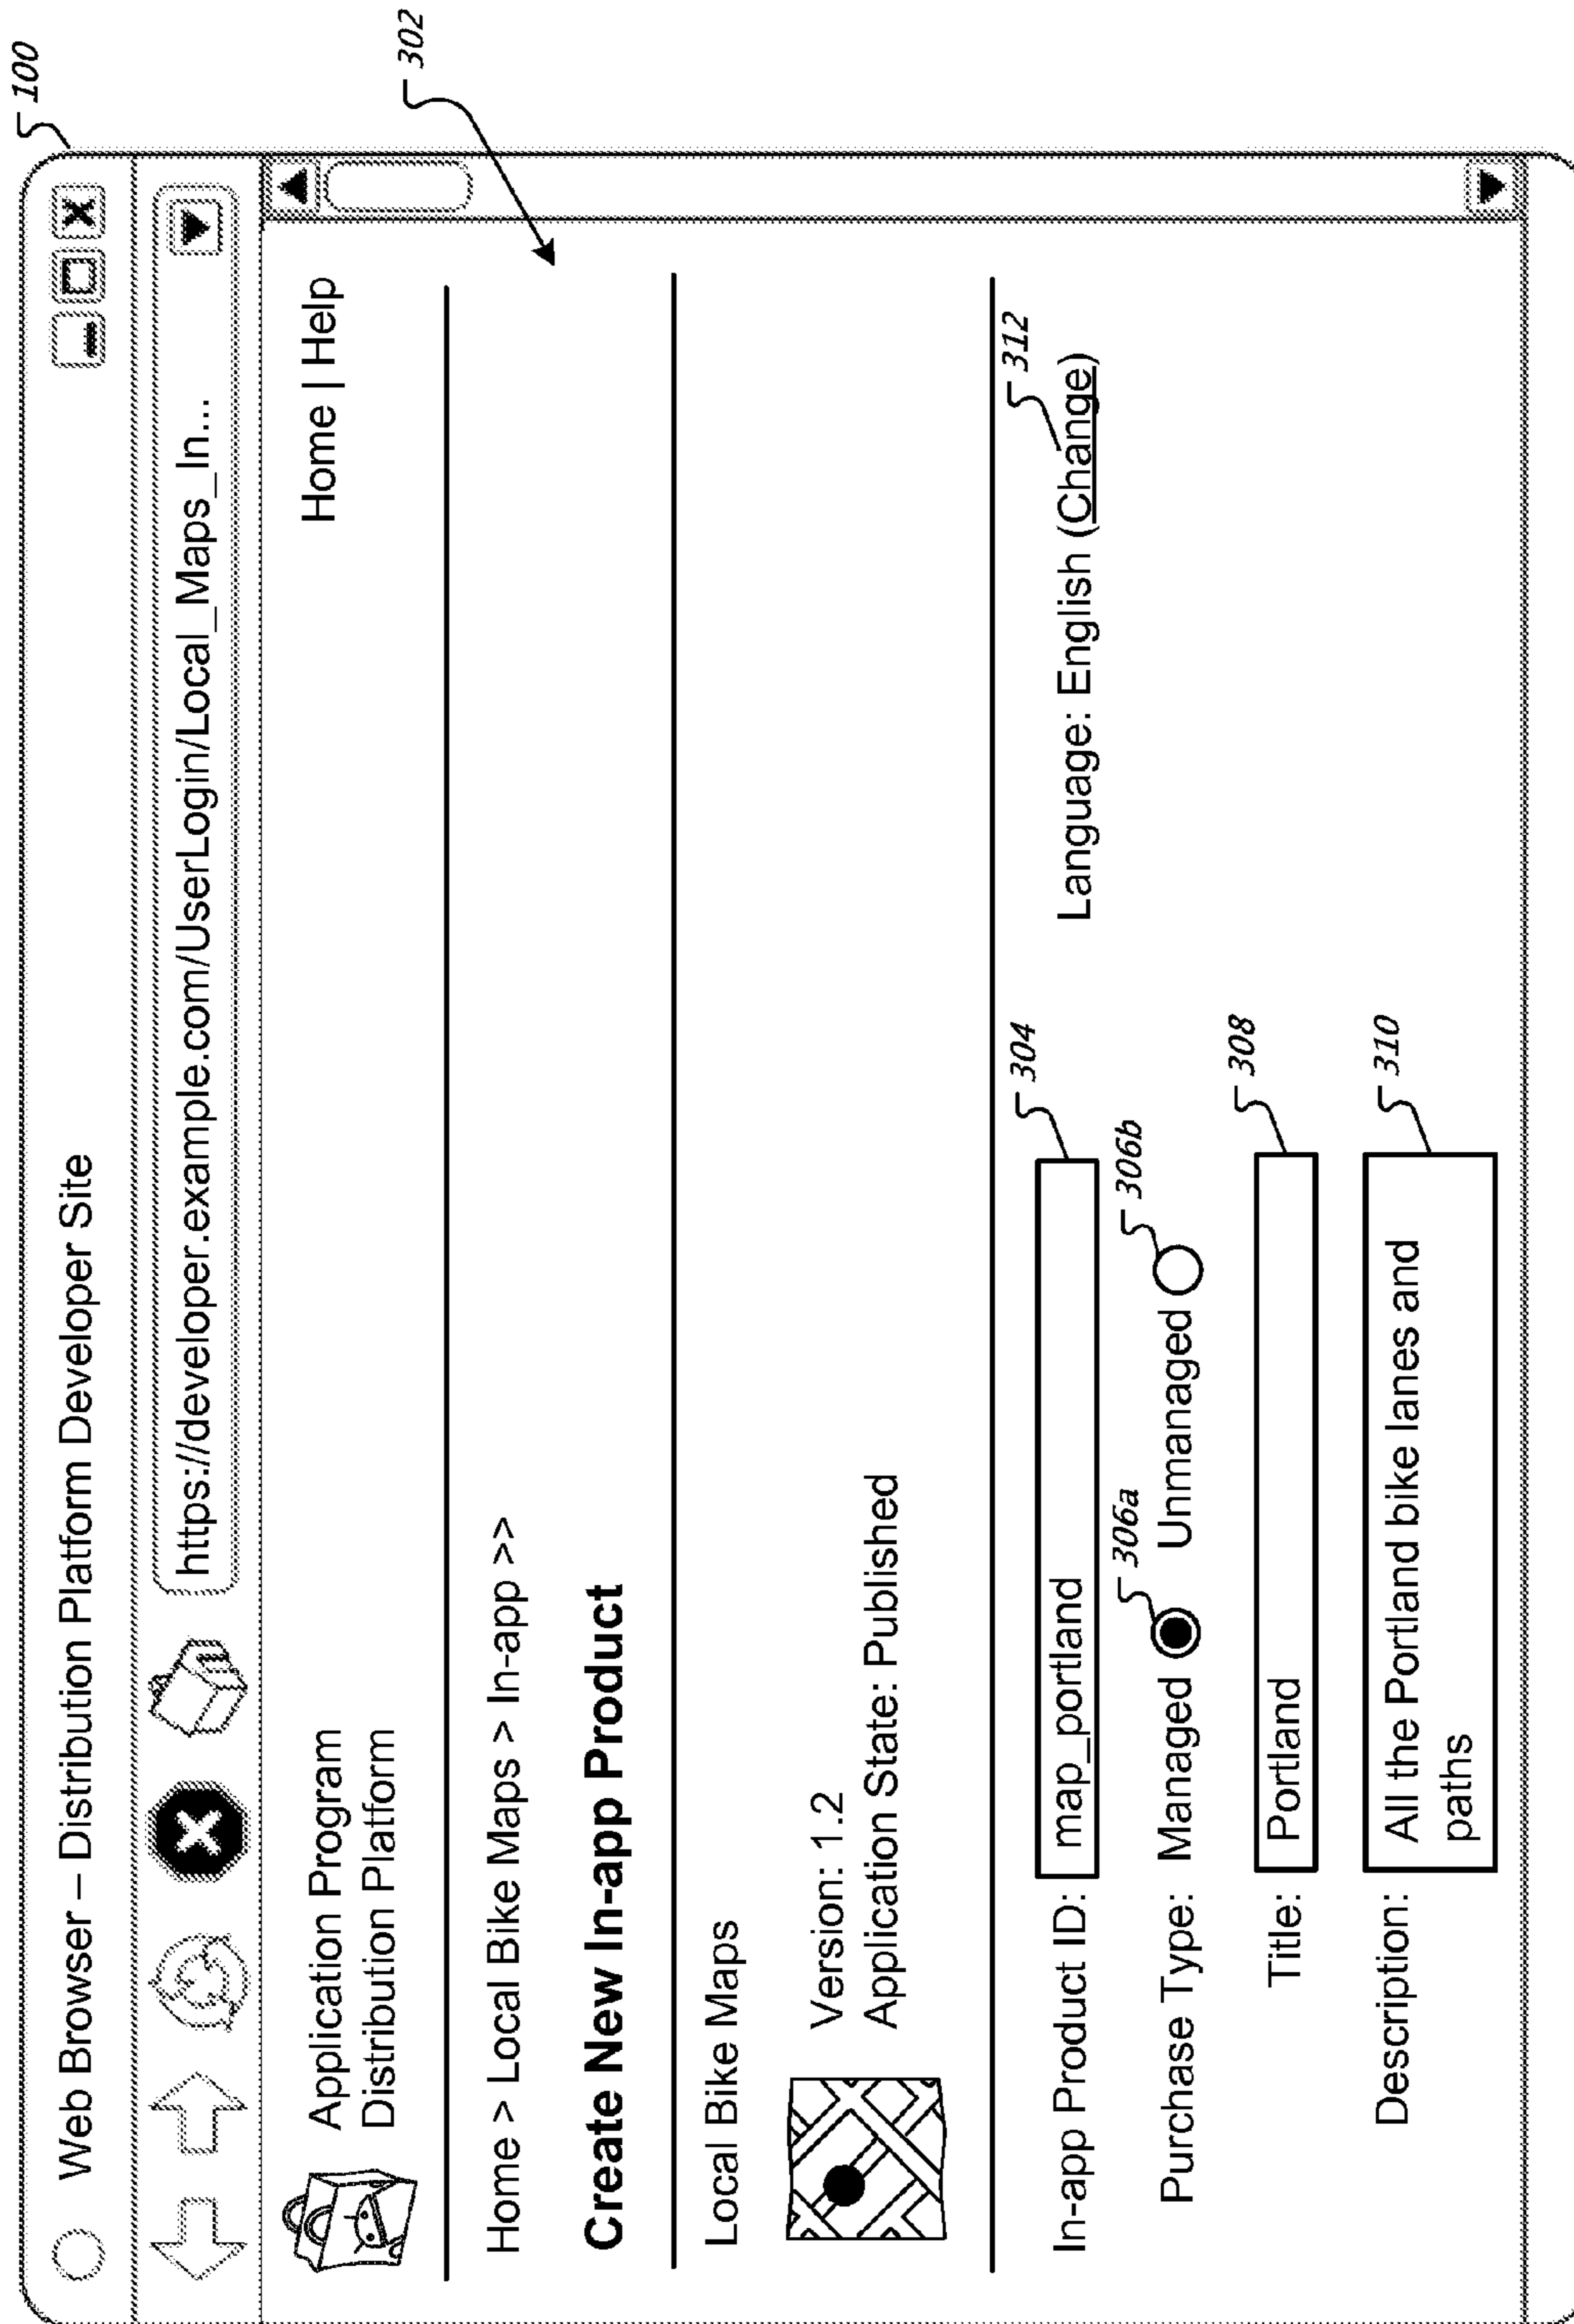 100
Web Browser – Distribution Platform Developer Site
https://developer.example.com/UserLogin/Local_Maps_In...
Application Program
Distribution Platform
Home | Help
302
Home > Local Bike Maps > In-app >>
Create New In-app Product
Local Bike Maps
Version: 1.2
Application State: Published
304
312
In-app Product ID: map_portland
Language: English (Change)
306a
306b
Purchase Type: Managed Unmanaged
308
Title: Portland
310
Description: All the Portland bike lanes and
paths